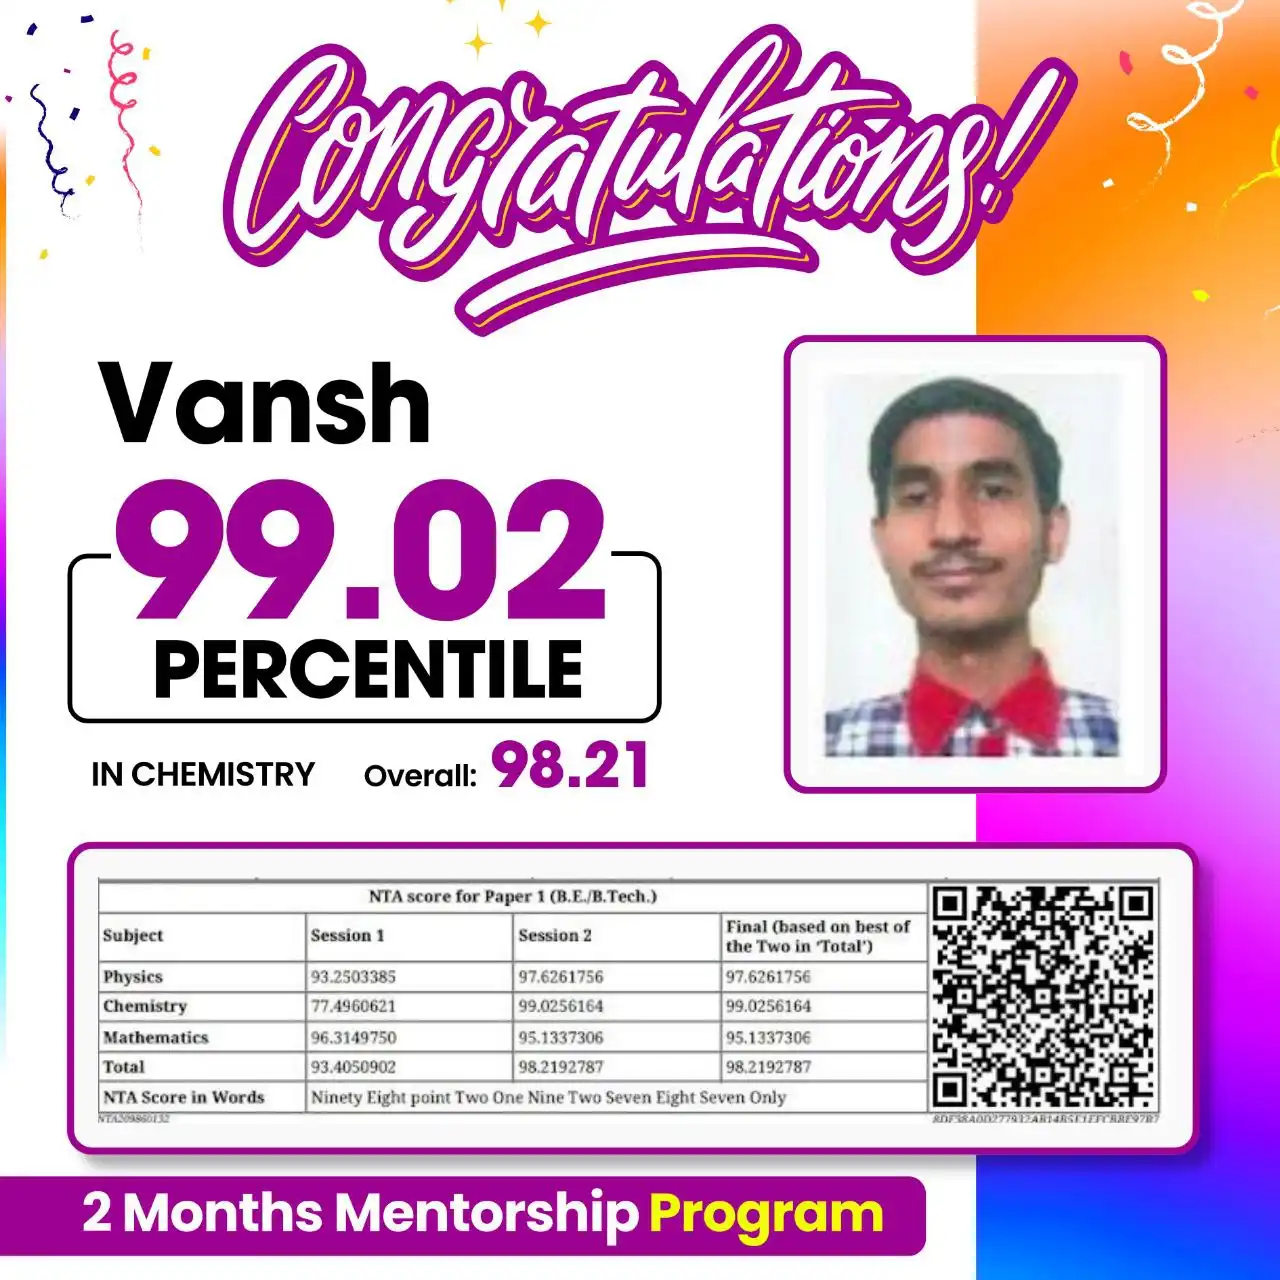 Congratulations!
Vansh
99.02
PERCENTILE
IN CHEMISTRY Overall: 98.21
NTA score for Paper 1 (B.E./B.Tech.)
Subject Session 1 Session 2 Final (based on best of the Two in ‘Total’)
Physics 93.2503385 97.6261756 97.6261756
Chemistry 77.4960621 99.0256164 99.0256164
Mathematics 96.3149750 95.1337306 95.1337306
Total 93.4050902 98.2192787 98.2192787
NTA Score in Words Ninety Eight point Two One Nine Two Seven Eight Seven Only
NTA209860132
2 Months Mentorship Program